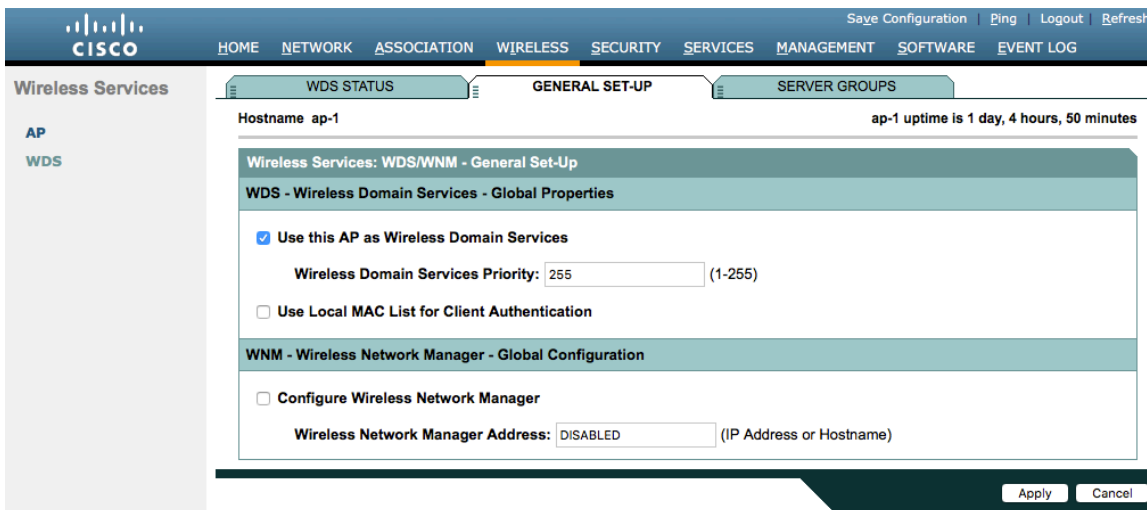 Save Configuration | Ping | Logout | Refresh
CISCO
HOME NETWORK ASSOCIATION WIRELESS SECURITY SERVICES MANAGEMENT SOFTWARE EVENT LOG
Wireless Services
AP
WDS
WDS STATUS GENERAL SET-UP SERVER GROUPS
Hostname ap-1 ap-1 uptime is 1 day, 4 hours, 50 minutes
Wireless Services: WDS/WNM - General Set-Up
WDS - Wireless Domain Services - Global Properties
Use this AP as Wireless Domain Services
Wireless Domain Services Priority: 255 (1-255)
Use Local MAC List for Client Authentication
WNM - Wireless Network Manager - Global Configuration
Configure Wireless Network Manager
Wireless Network Manager Address: DISABLED (IP Address or Hostname)
Apply Cancel